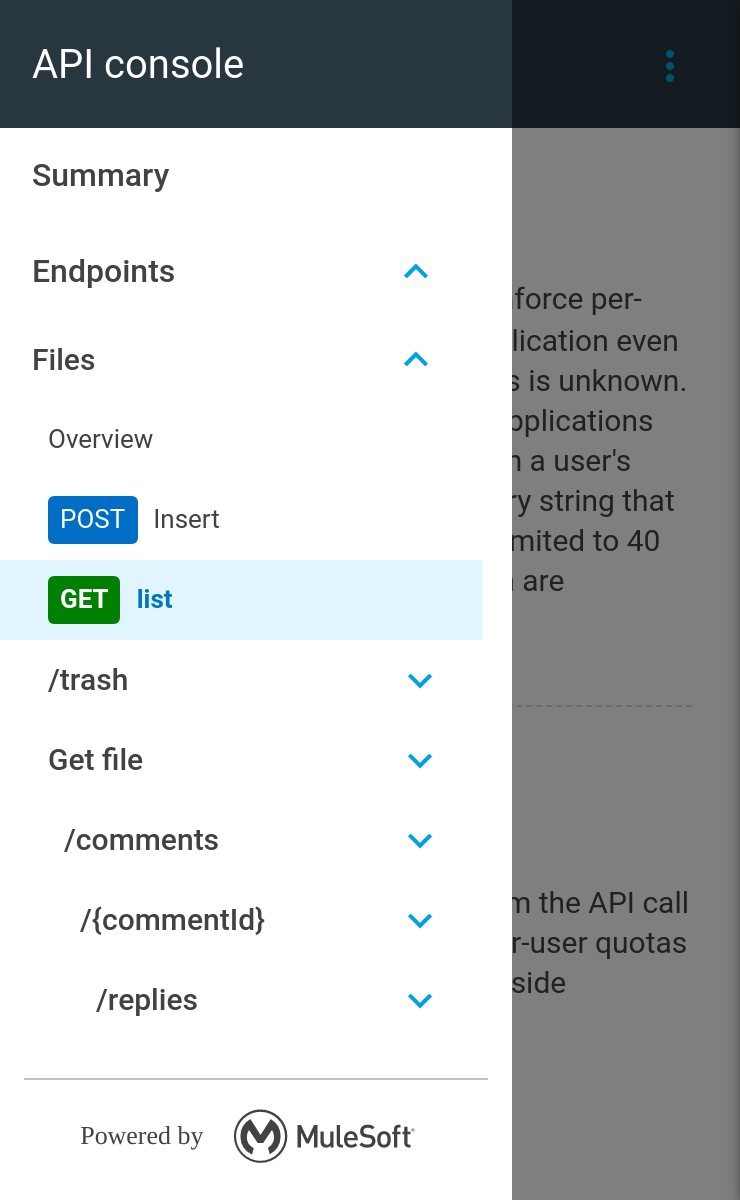 API console
Summary
Endpoints
Files
Overview
POST Insert
GET list
/trash
Get file
/comments
/{commentId}
/replies
Powered by MuleSoft
force per-
lication even
is unknown.
pplications
a user's
ry string that
mited to 40
are
the API call
r-user quotas
side